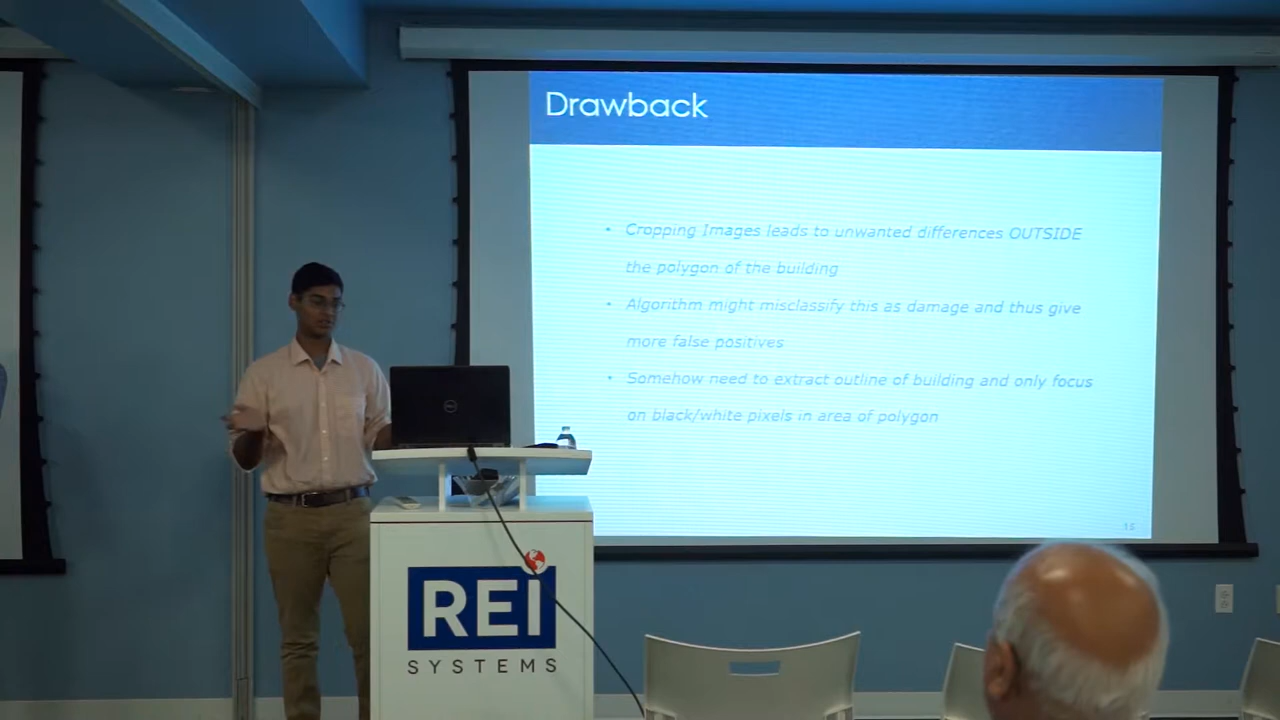 Drawback
• Cropping Images leads to unwanted differences OUTSIDE
the polygon of the building
• Algorithm might misclassify this as damage and thus give
more false positives
• Somehow need to extract outline of building and only focus
on black/white pixels in area of polygon
15
DELL
REI
SYSTEMS